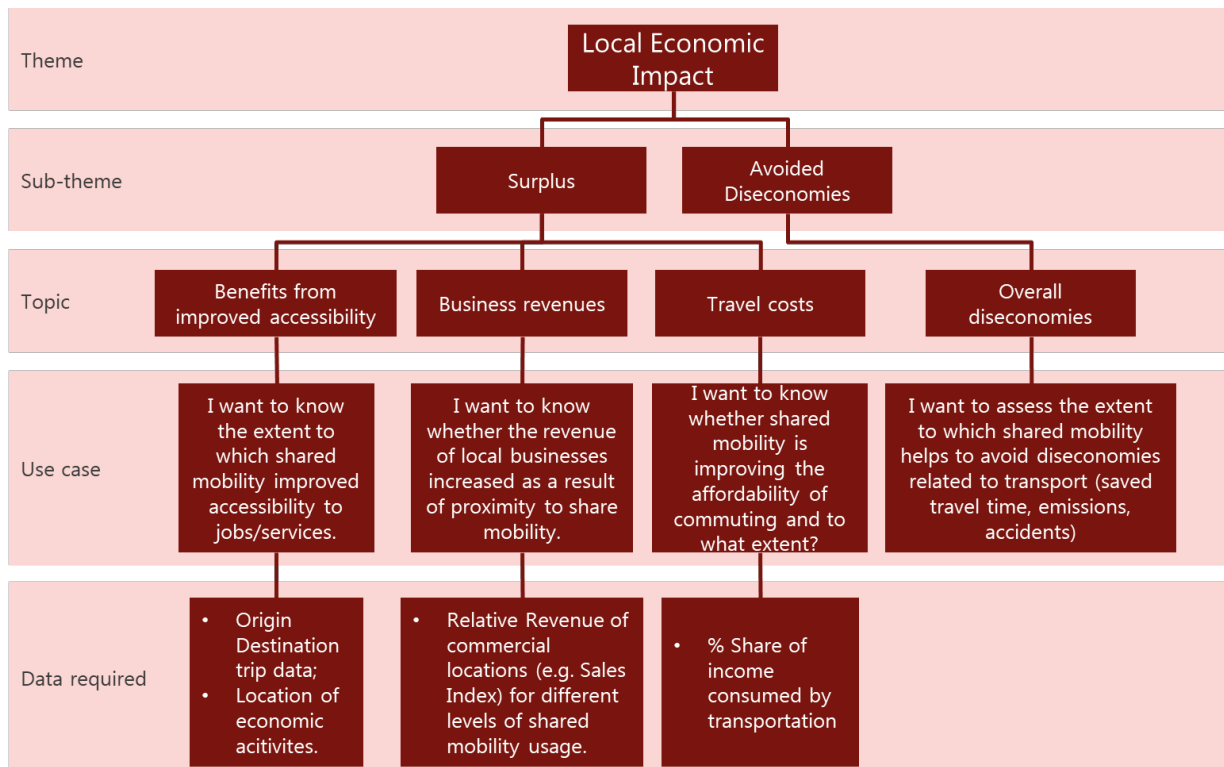 Theme
Local Economic
Impact
Sub-theme
Surplus
Avoided
Diseconomies
Topic
Benefits from
improved accessibility
Business revenues
Travel costs
Overall
diseconomies
Use case
I want to know
the extent to
which shared
mobility improved
accessibility to
jobs/services.
I want to know
whether the revenue
of local businesses
increased as a result
of proximity to share
mobility.
I want to know
whether shared
mobility is
improving the
affordability of
commuting and to
what extent?
I want to assess the extent
to which shared mobility
helps to avoid diseconomies
related to transport (saved
travel time, emissions,
accidents)
Data required
• Origin
Destination
trip data;
• Location of
economic
acitivites.
• Relative Revenue of
commercial
locations (e.g. Sales
Index) for different
levels of shared
mobility usage.
• % Share of
income
consumed by
transportation